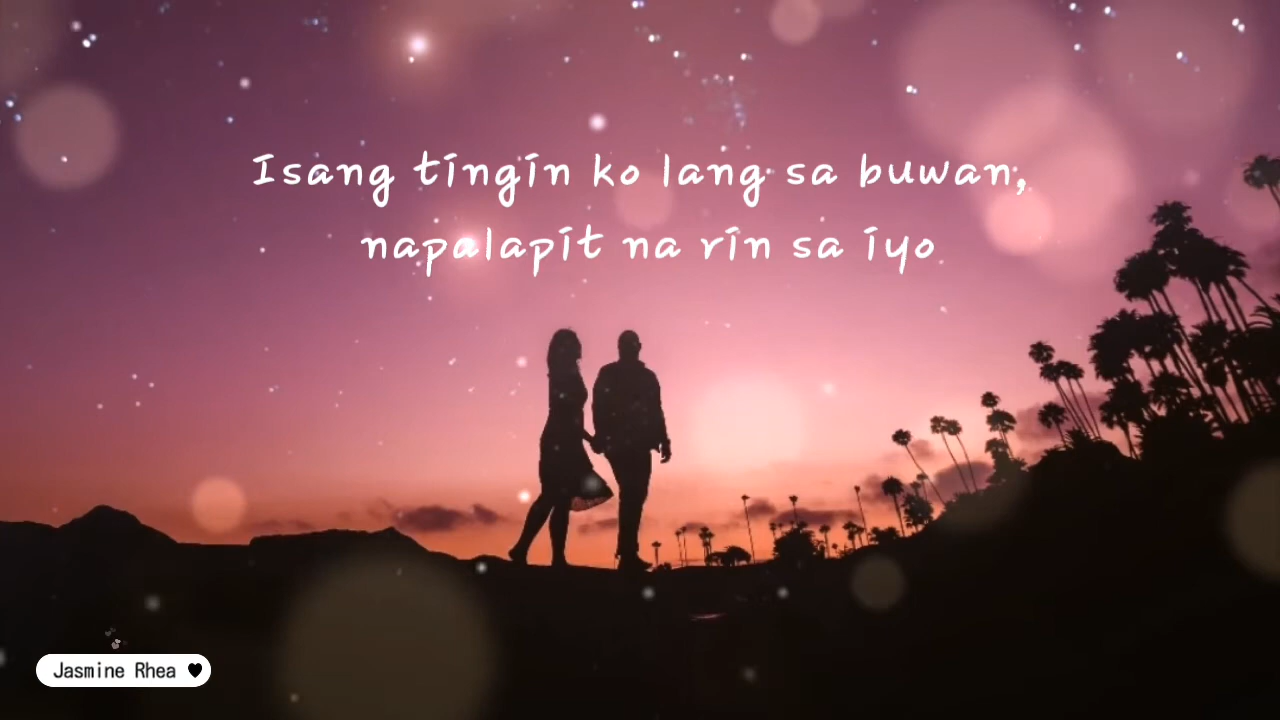 Isang tingin ko lang sa buwan,
napalapit na rin sa iyo
Jasmine Rhea ♥